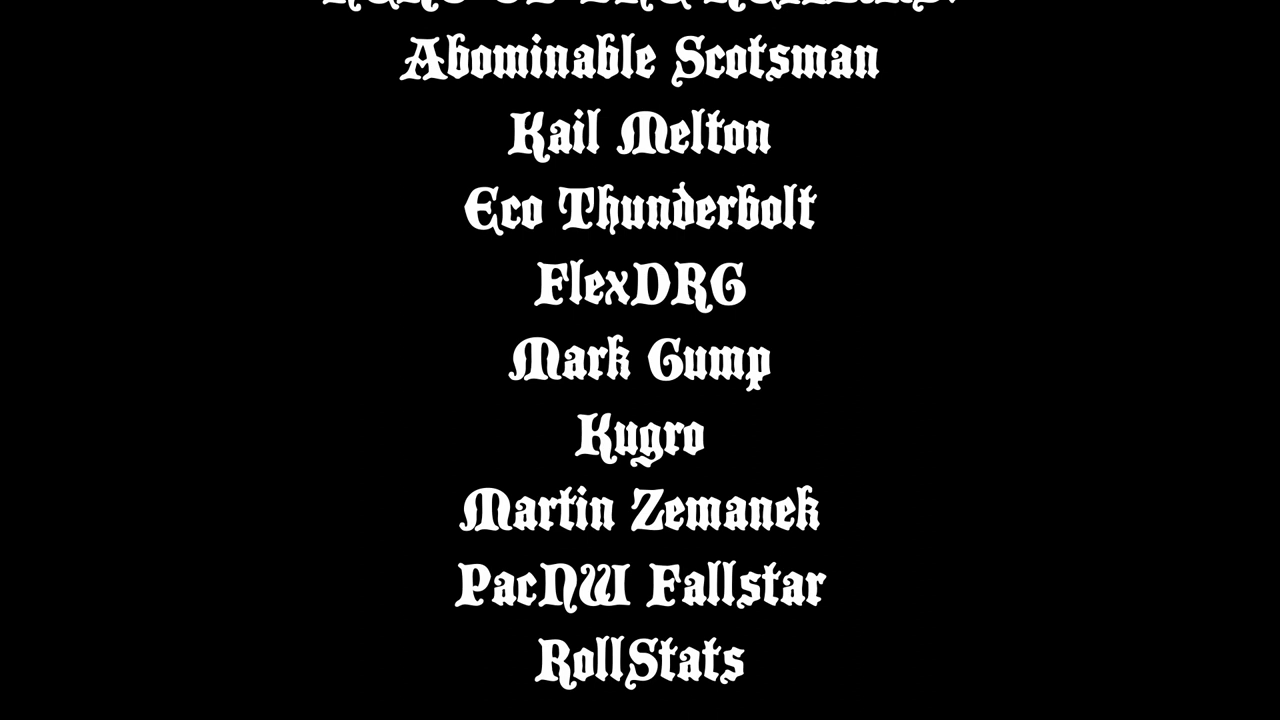 Abominable Scotsman
Kail Melton
Eco Thunderbolt
FlexDRG
Mark Gump
Kugro
Martin Zemanek
PacNW Fallstar
RollStats